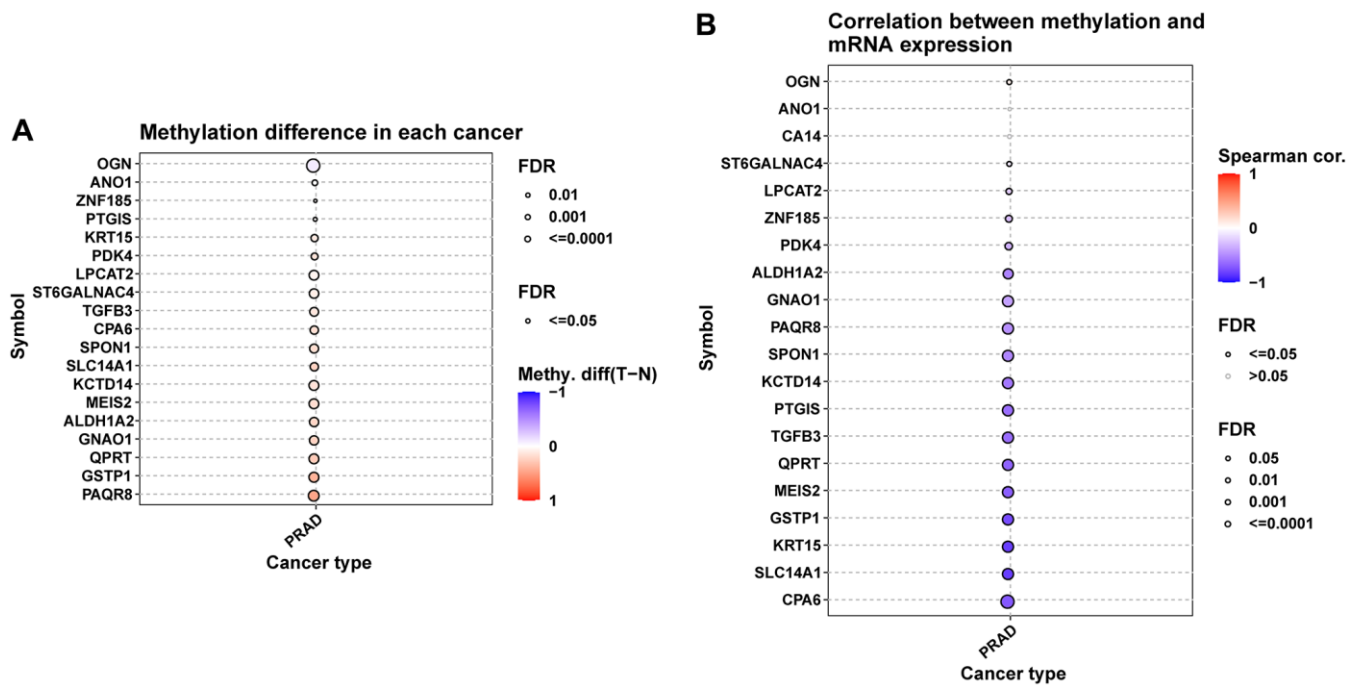 A
Methylation difference in each cancer
Symbol
OGN
ANO1
ZNF185
PTGIS
KRT15
PDK4
LPCAT2
ST6GALNAC4
TGFB3
CPA6
SPON1
SLC14A1
KCTD14
MEIS2
ALDH1A2
GNAO1
QPRT
GSTP1
PAQR8
PRAD
Cancer type
FDR
0.01
0.001
<=0.0001
FDR
<=0.05
Methy. diff(T−N)
−1
0
1
B
Correlation between methylation and
mRNA expression
Symbol
OGN
ANO1
CA14
ST6GALNAC4
LPCAT2
ZNF185
PDK4
ALDH1A2
GNAO1
PAQR8
SPON1
KCTD14
PTGIS
TGFB3
QPRT
MEIS2
GSTP1
KRT15
SLC14A1
CPA6
PRAD
Cancer type
Spearman cor.
1
0
−1
FDR
<=0.05
>0.05
FDR
0.05
0.01
0.001
<=0.0001